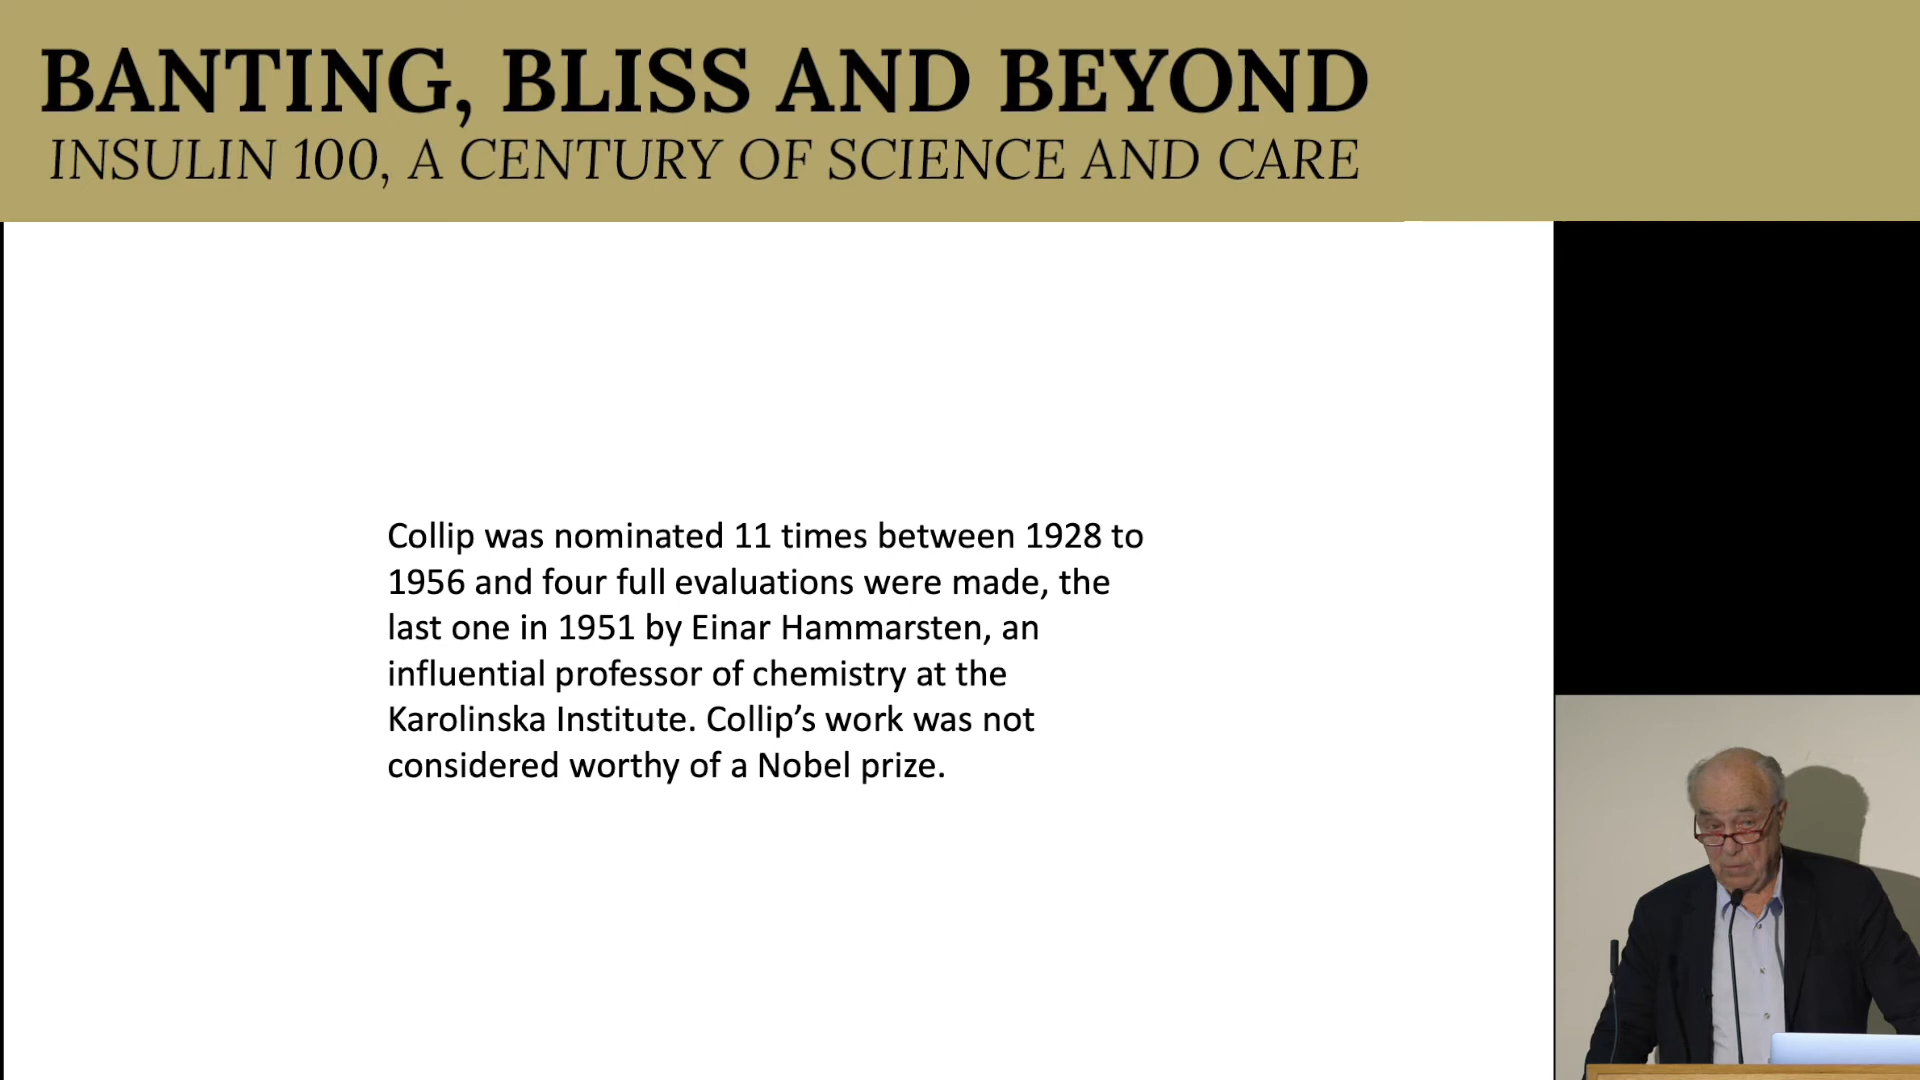 BANTING, BLISS AND BEYOND
INSULIN 100, A CENTURY OF SCIENCE AND CARE
Collip was nominated 11 times between 1928 to
1956 and four full evaluations were made, the
last one in 1951 by Einar Hammarsten, an
influential professor of chemistry at the
Karolinska Institute. Collip’s work was not
considered worthy of a Nobel prize.